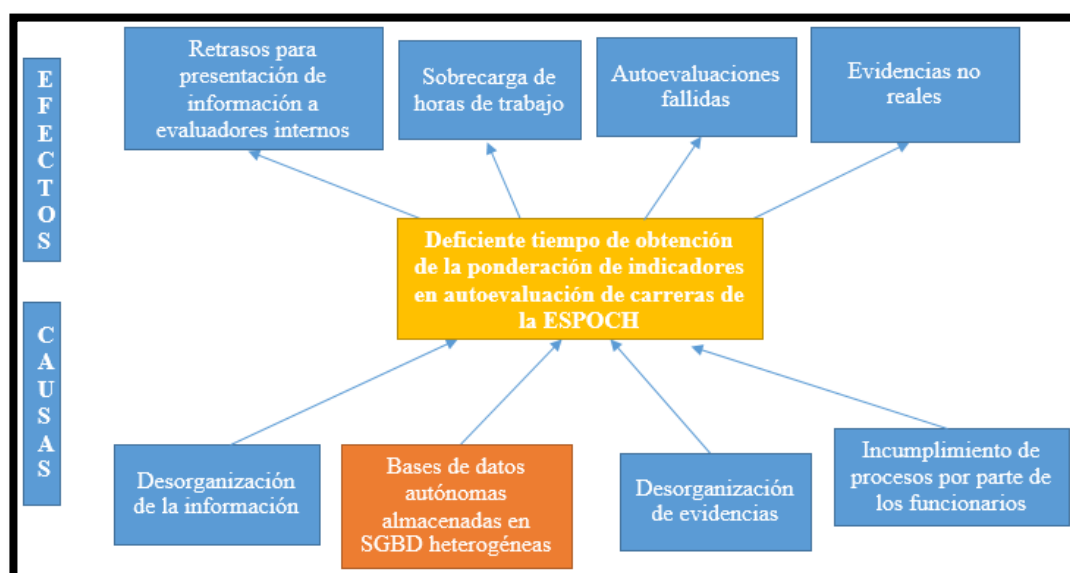 EFECTOS
Retrasos para
presentación de
información a
evaluadores internos
Sobrecarga de
horas de trabajo
Autoevaluaciones
fallidas
Evidencias no
reales
Deficiente tiempo de obtención
de la ponderación de indicadores
en autoevaluación de carreras de
la ESPOCH
CAUSAS
Desorganización
de la información
Bases de datos
autónomas
almacenadas en
SGBD heterogéneas
Desorganización
de evidencias
Incumplimiento de
procesos por parte de
los funcionarios